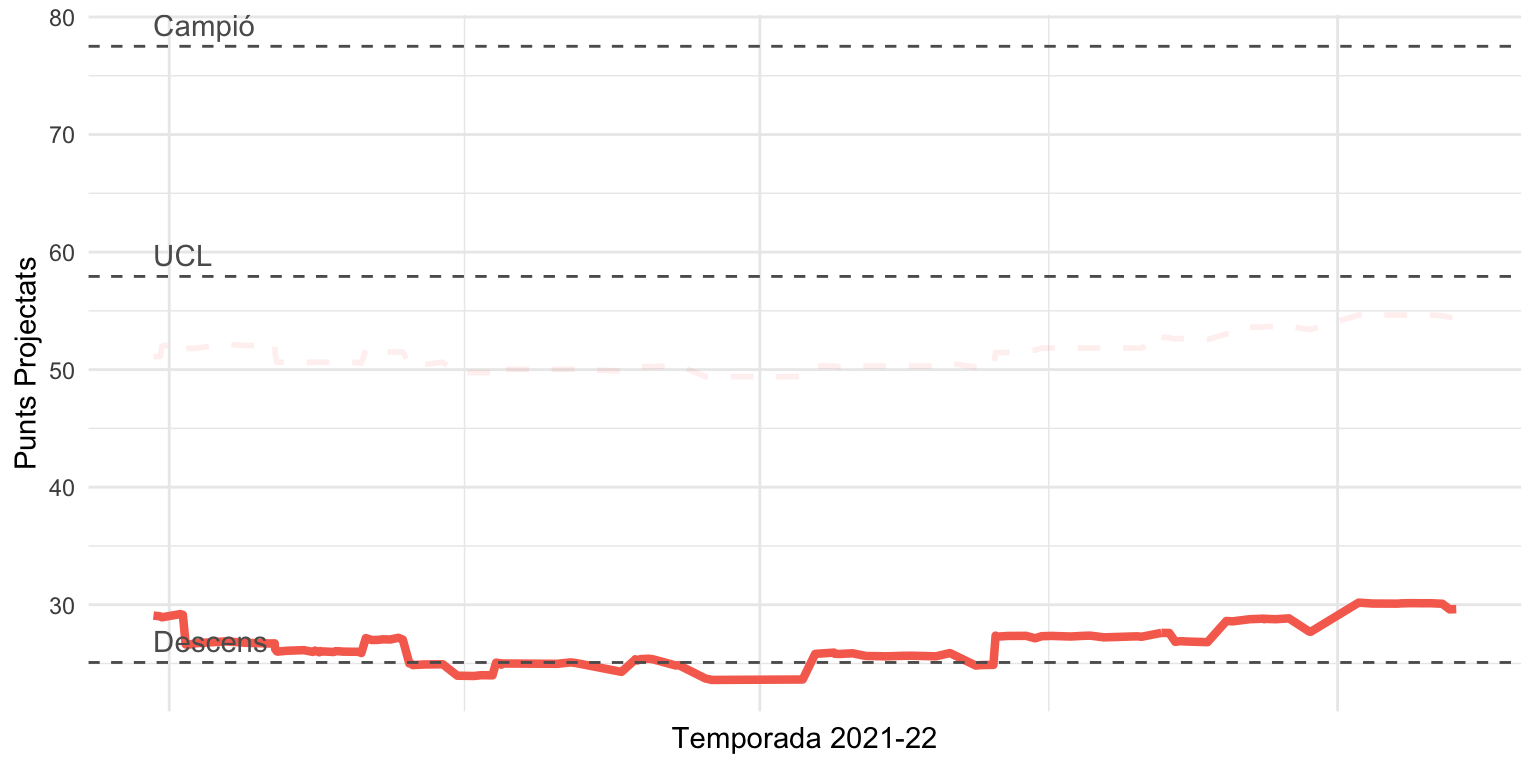 80
Campió
70
UCL
60
50
40
30
Descens
Punts Projectats
Temporada 2021-22